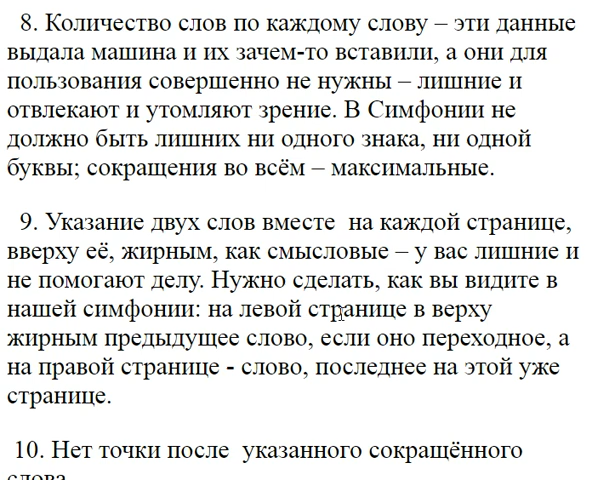 8. Количество слов по каждому слову – эти данные
выдала машина и их зачем-то вставили, а они для
пользования совершенно не нужны – лишние и
отвлекают и утомляют зрение. В Симфонии не
должно быть лишних ни одного знака, ни одной
буквы; сокращения во всём – максимальные.
9. Указание двух слов вместе  на каждой странице,
вверху её, жирным, как смысловые – у вас лишние и
не помогают делу. Нужно сделать, как вы видите в
нашей симфонии: на левой странице в верху
жирным предыдущее слово, если оно переходное, а
на правой странице - слово, последнее на этой уже
странице.
10. Нет точки после  указанного сокращённого
слова